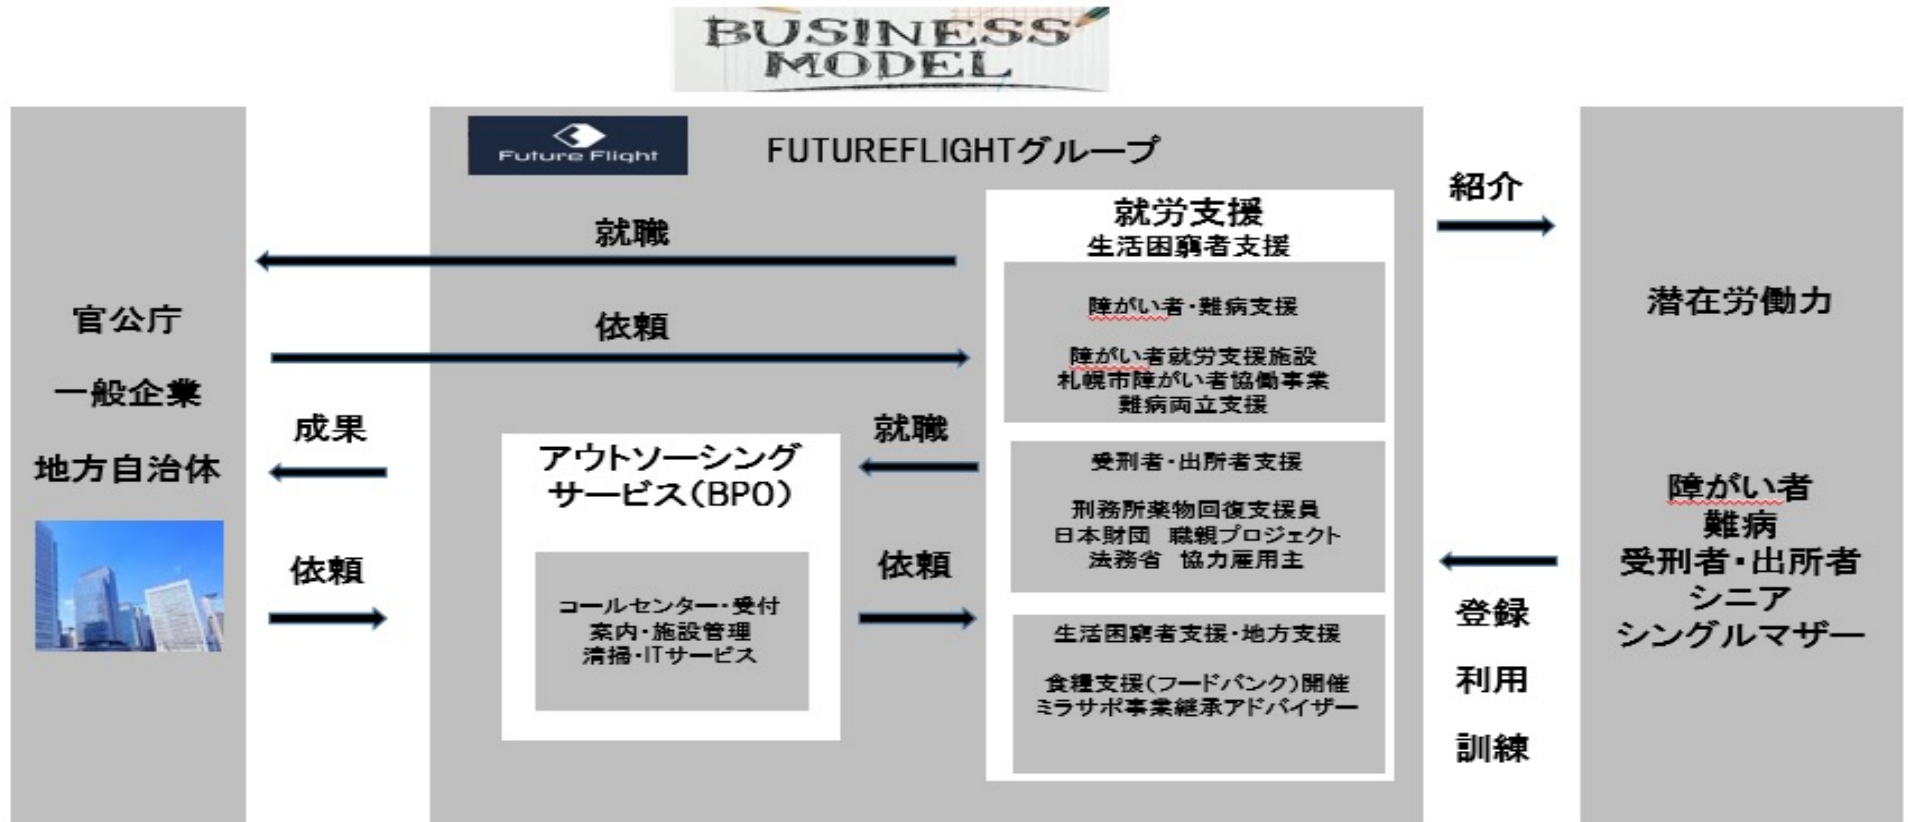 BUSINESS
MODEL
Future Flight
FUTUREFLIGHTグループ
官公庁
一般企業
地方自治体
就職
依頼
成果
依頼
アウトソーシング
サービス(BPO)
コールセンター・受付
案内・施設管理
清掃・ITサービス
就職
依頼
就労支援
生活困窮者支援
障がい者・難病支援
障がい者就労支援施設
札幌市障がい者協働事業
難病両立支援
受刑者・出所者支援
刑務所薬物回復支援員
日本財団 職親プロジェクト
法務省 協力雇用主
生活困窮者支援・地方支援
食糧支援(フードバンク)開催
ミラサポ事業継承アドバイザー
紹介
登録
利用
訓練
潜在労働力
障がい者
難病
受刑者・出所者
シニア
シングルマザー